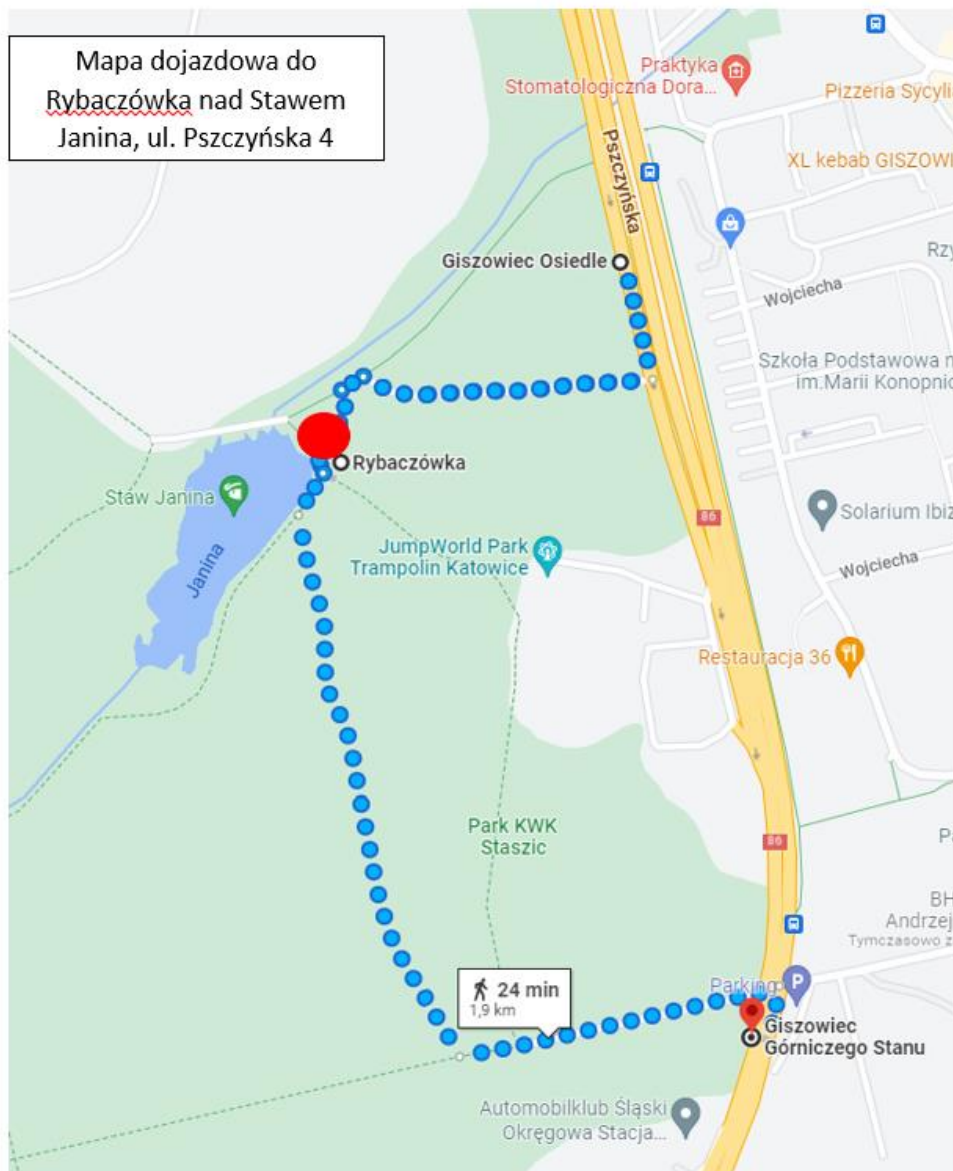 Mapa dojazdowa do
Rybaczówka nad Stawem
Janina, ul. Pszczyńska 4
Praktyka
Stomatologiczna Dora...
Pizzeria Sycyli
XL kebab GISZOWI
Pszczyńska
Giszowiec Osiedle
Rzy
Wojciecha
Szkoła Podstawowa n
im.Marii Konopnic
Rybaczówka
Staw Janina
Janina
86
Solarium Ibiz
JumpWorld Park
Trampolin Katowice
Wojciecha
Restauracja 36
Park KWK
Staszic
86
Pa
BH
Andrzej
Tymczasowo z
24 min
1,9 km
Parking
P
Giszowiec
Górniczego Stanu
Automobilklub Śląski
Okręgowa Stacja...